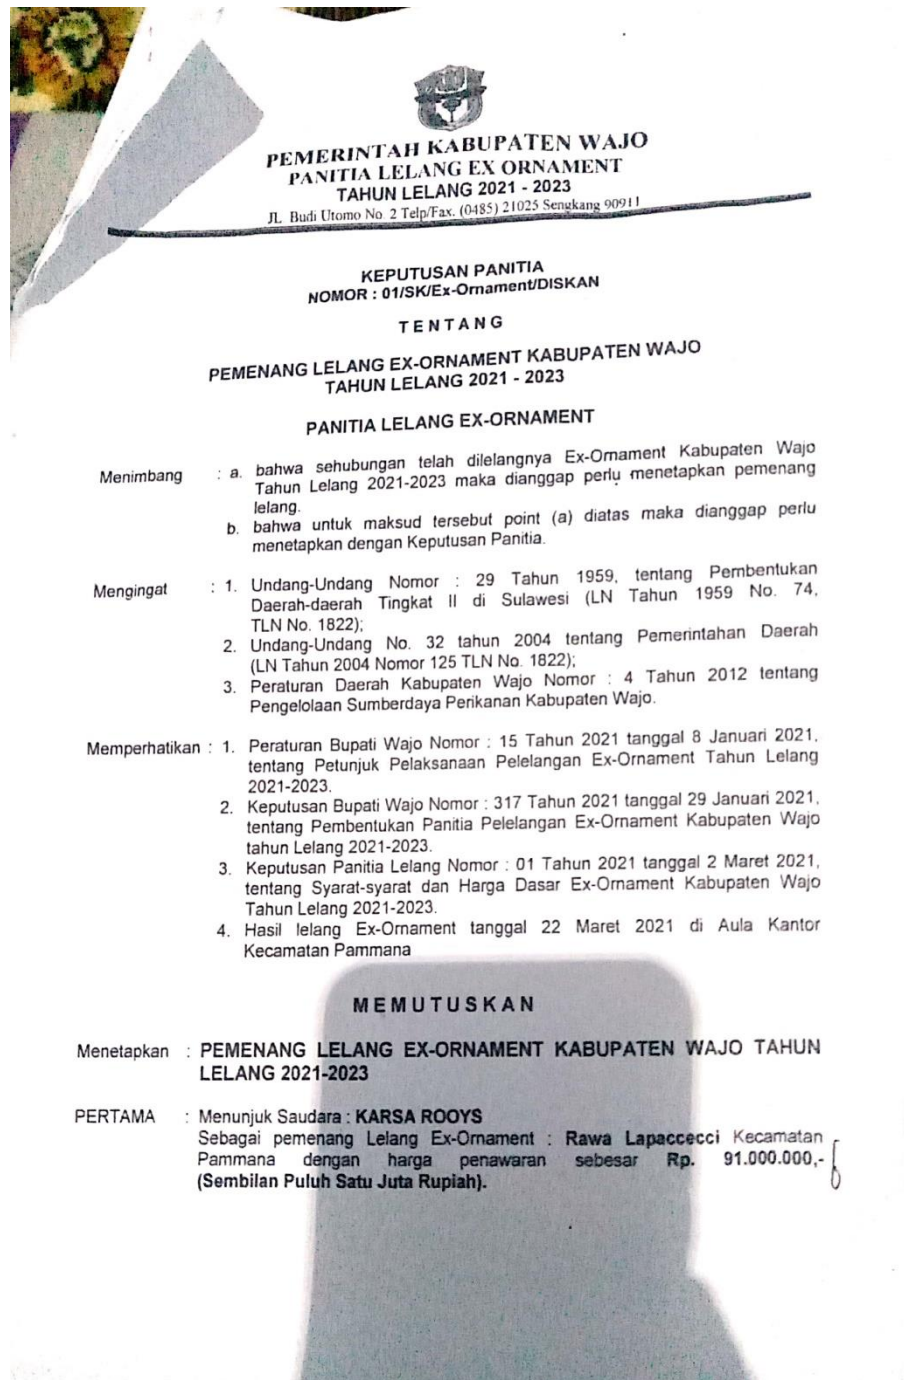 PEMERINTAH KABUPATEN WAJO
PANITIA LELANG EX ORNAMENT
TAHUN LELANG 2021 - 2023
JL. Budi Utomo No. 2 Telp/Fax. (0485) 21025 Sengkang 90911
KEPUTUSAN PANITIA
NOMOR : 01/SK/Ex-Ornament/DISKAN
T E N T A N G
PEMENANG LELANG EX-ORNAMENT KABUPATEN WAJO
TAHUN LELANG 2021 - 2023
PANITIA LELANG EX-ORNAMENT
Menimbang : a. bahwa sehubungan telah dilelangnya Ex-Ornament Kabupaten Wajo
Tahun Lelang 2021-2023 maka dianggap perlu menetapkan pemenang
lelang.
b. bahwa untuk maksud tersebut point (a) diatas maka dianggap perlu
menetapkan dengan Keputusan Panitia.
Mengingat : 1. Undang-Undang Nomor : 29 Tahun 1959, tentang Pembentukan
Daerah-daerah Tingkat II di Sulawesi (LN Tahun 1959 No. 74,
TLN No. 1822);
2. Undang-Undang No. 32 tahun 2004 tentang Pemerintahan Daerah
(LN Tahun 2004 Nomor 125 TLN No. 1822);
3. Peraturan Daerah Kabupaten Wajo Nomor : 4 Tahun 2012 tentang
Pengelolaan Sumberdaya Perikanan Kabupaten Wajo.
Memperhatikan : 1. Peraturan Bupati Wajo Nomor : 15 Tahun 2021 tanggal 8 Januari 2021,
tentang Petunjuk Pelaksanaan Pelelangan Ex-Ornament Tahun Lelang
2021-2023.
2. Keputusan Bupati Wajo Nomor : 317 Tahun 2021 tanggal 29 Januari 2021,
tentang Pembentukan Panitia Pelelangan Ex-Ornament Kabupaten Wajo
tahun Lelang 2021-2023.
3. Keputusan Panitia Lelang Nomor : 01 Tahun 2021 tanggal 2 Maret 2021,
tentang Syarat-syarat dan Harga Dasar Ex-Ornament Kabupaten Wajo
Tahun Lelang 2021-2023.
4. Hasil lelang Ex-Ornament tanggal 22 Maret 2021 di Aula Kantor
Kecamatan Pammana
M E M U T U S K A N
Menetapkan : PEMENANG LELANG EX-ORNAMENT KABUPATEN WAJO TAHUN
LELANG 2021-2023
PERTAMA : Menunjuk Saudara : KARSA ROOYS
Sebagai pemenang Lelang Ex-Ornament : Rawa Lapaccecci Kecamatan
Pammana dengan harga penawaran sebesar Rp. 91.000.000,-
(Sembilan Puluh Satu Juta Rupiah).